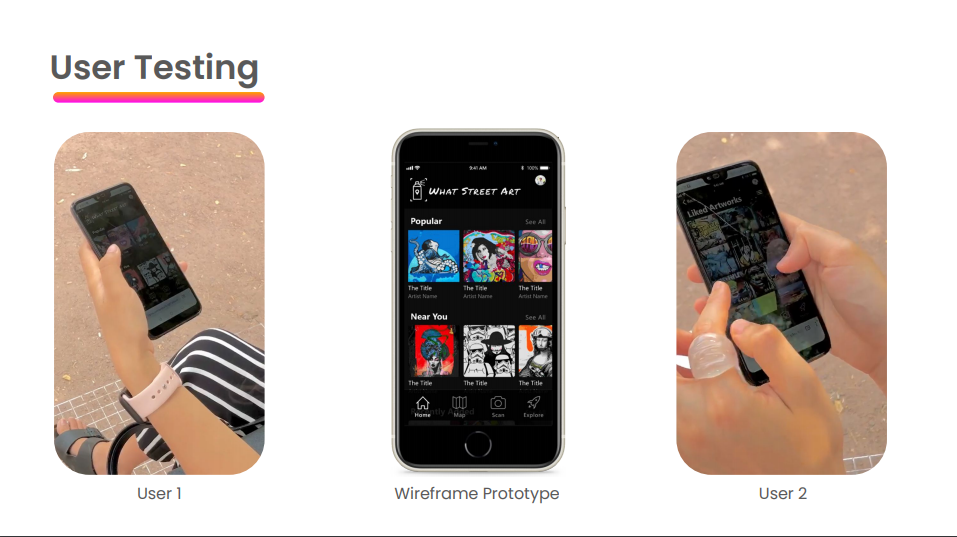 User Testing
9:41 AM
100%
What Street Art
Popular
See All
The Title
The Title
The Title
Artist Name
Artist Name
Artist Name
Near You
See All
The Title
The Title
The Title
Home
Map
Scan
Explore
Liked Artworks
User 1
Wireframe Prototype
User 2